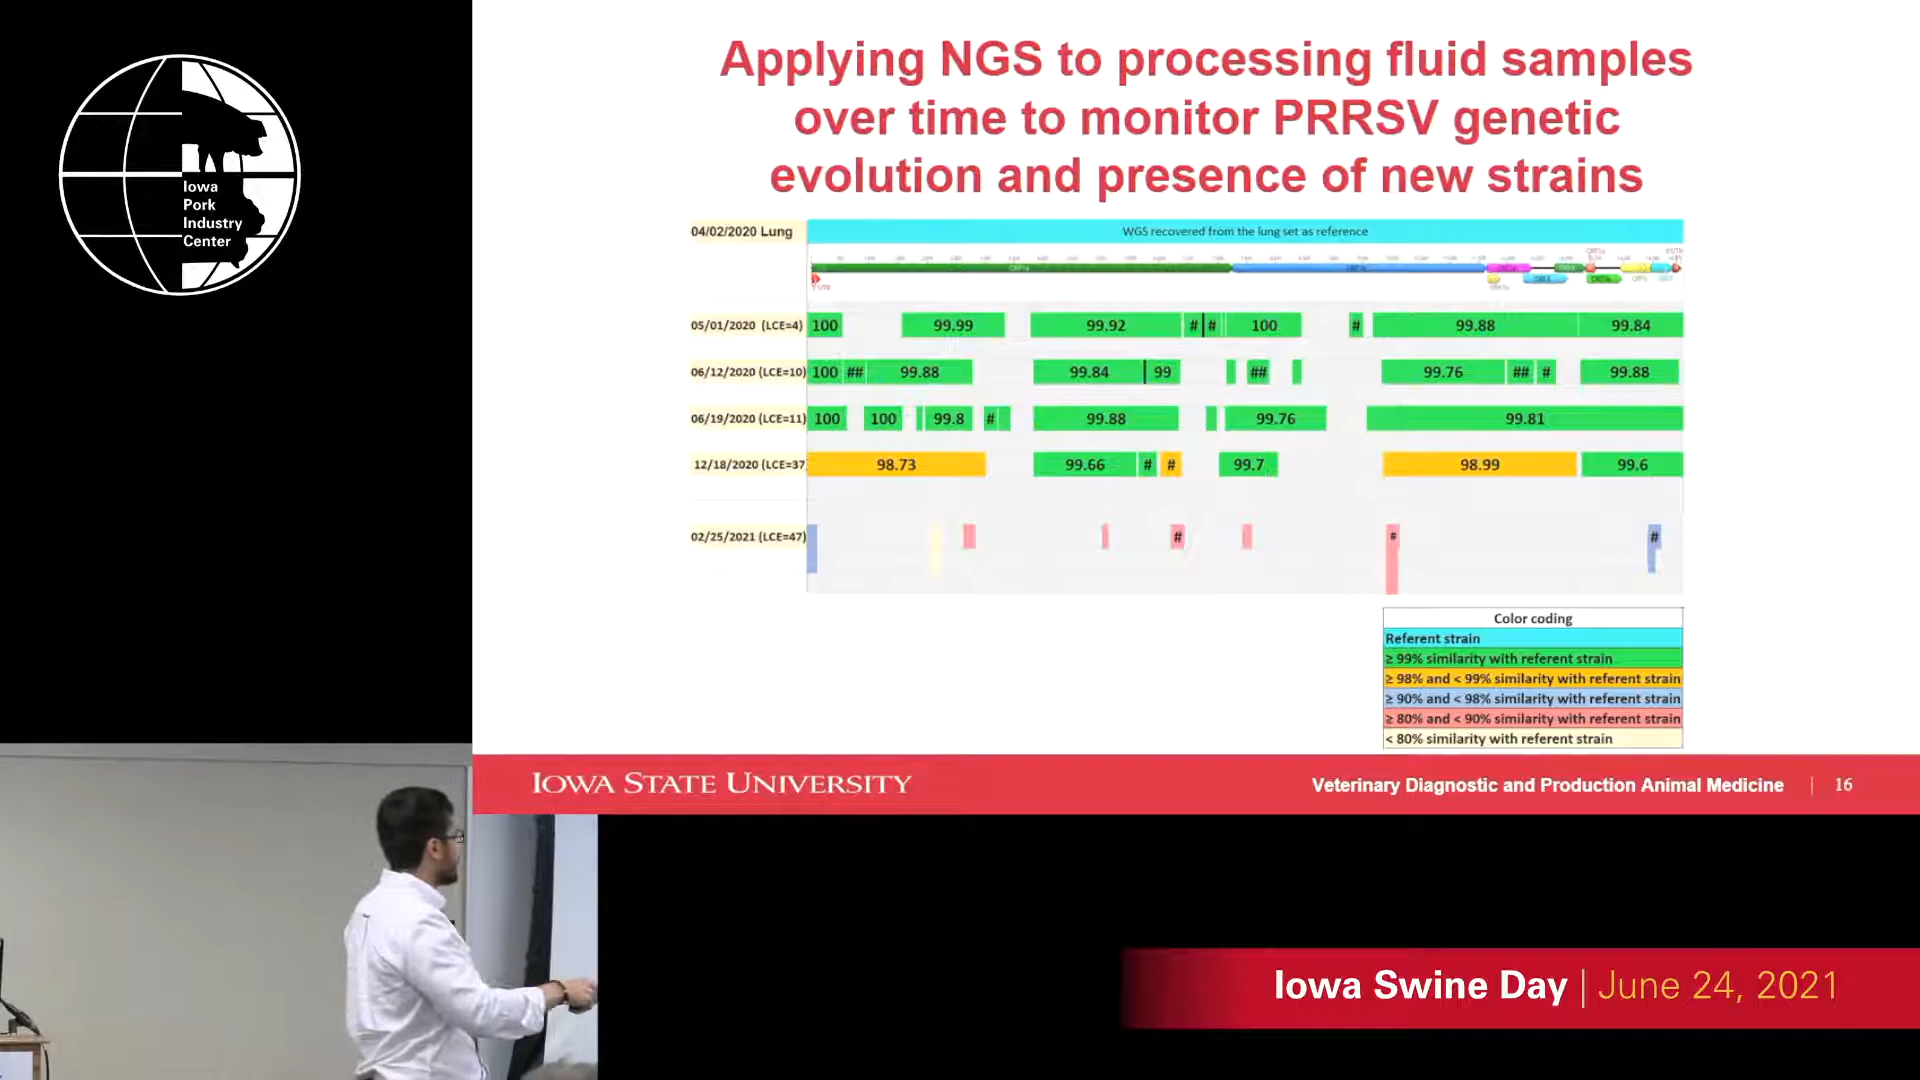 Iowa
Pork
Industry
Center
Applying NGS to processing fluid samples
over time to monitor PRRSV genetic
evolution and presence of new strains
04/02/2020 Lung
WGS recovered from the lung set as reference
05/01/2020 (LCE=4) 100 99.99 99.92 # # 100 # 99.88 99.84
06/12/2020 (LCE=10) 100 ## 99.88 99.84 99 ## 99.76 ## # 99.88
06/19/2020 (LCE=11) 100 100 99.8 # 99.88 99.76 99.81
12/18/2020 (LCE=37 98.73 99.66 # # 99.7 98.99 99.6
02/25/2021 (LCE=47) # # #
Color coding
Referent strain
≥ 99% similarity with referent strain
≥ 98% and < 99% similarity with referent strain
≥ 90% and < 98% similarity with referent strain
≥ 80% and < 90% similarity with referent strain
< 80% similarity with referent strain
IOWA STATE UNIVERSITY
Veterinary Diagnostic and Production Animal Medicine | 16
Iowa Swine Day | June 24, 2021